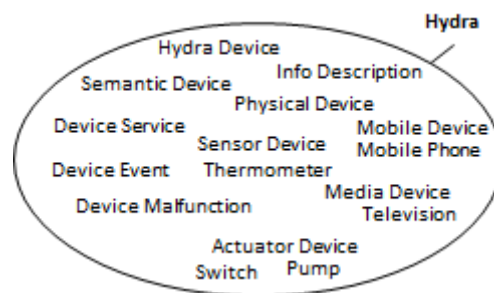 Hydra
Hydra Device
Info Description
Semantic Device
Physical Device
Device Service
Mobile Device
Sensor Device
Mobile Phone
Device Event
Thermometer
Media Device
Device Malfunction
Television
Actuator Device
Switch
Pump